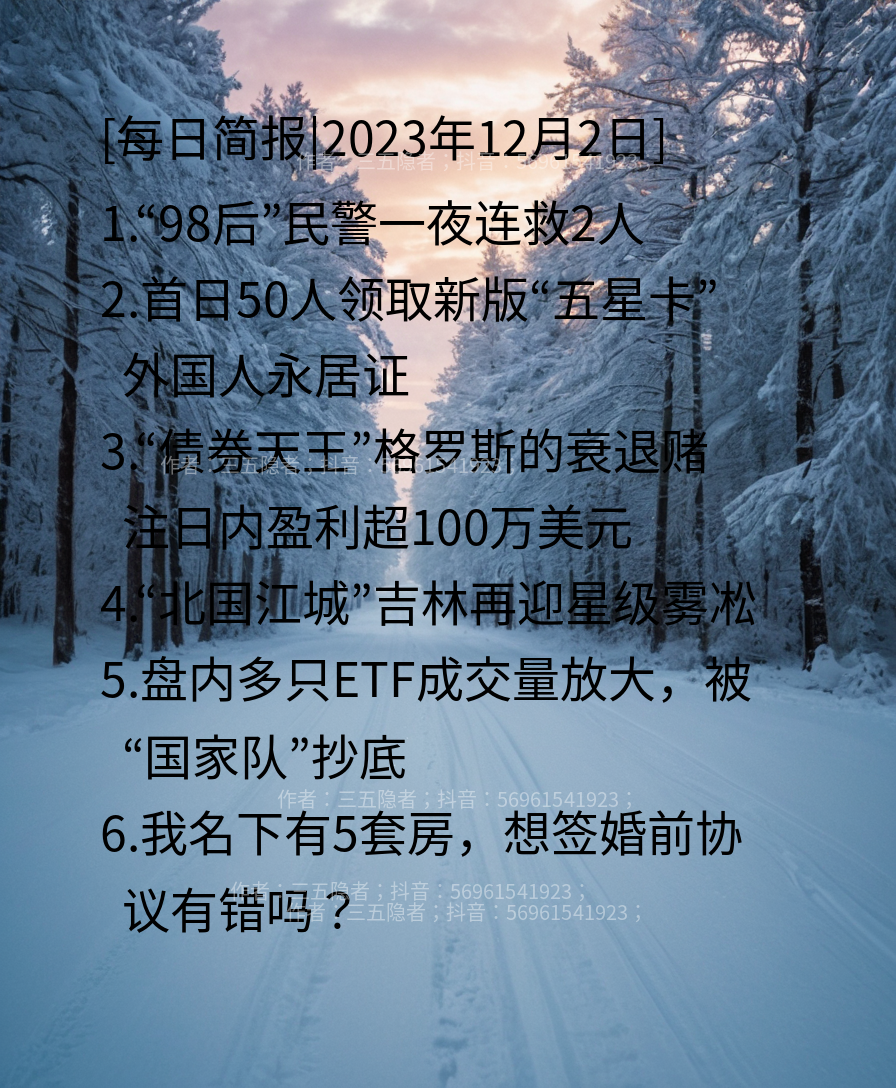 [每日简报|2023年12月2日]
作者：三五隐者；抖音：56961541923；
1.“98后”民警一夜连救2人
2.首日50人领取新版“五星卡”
外国人永居证
3.“债券天王”格罗斯的衰退赌
作者：三五隐者；抖音：56961541923；
注日内盈利超100万美元
4.“北国江城”吉林再迎星级雾凇
5.盘内多只ETF成交量放大，被
“国家队”抄底
作者：三五隐者；抖音：56961541923；
6.我名下有5套房，想签婚前协
作者：三五隐者；抖音：56961541923；
议有错吗？
作者：三五隐者；抖音：56961541923；